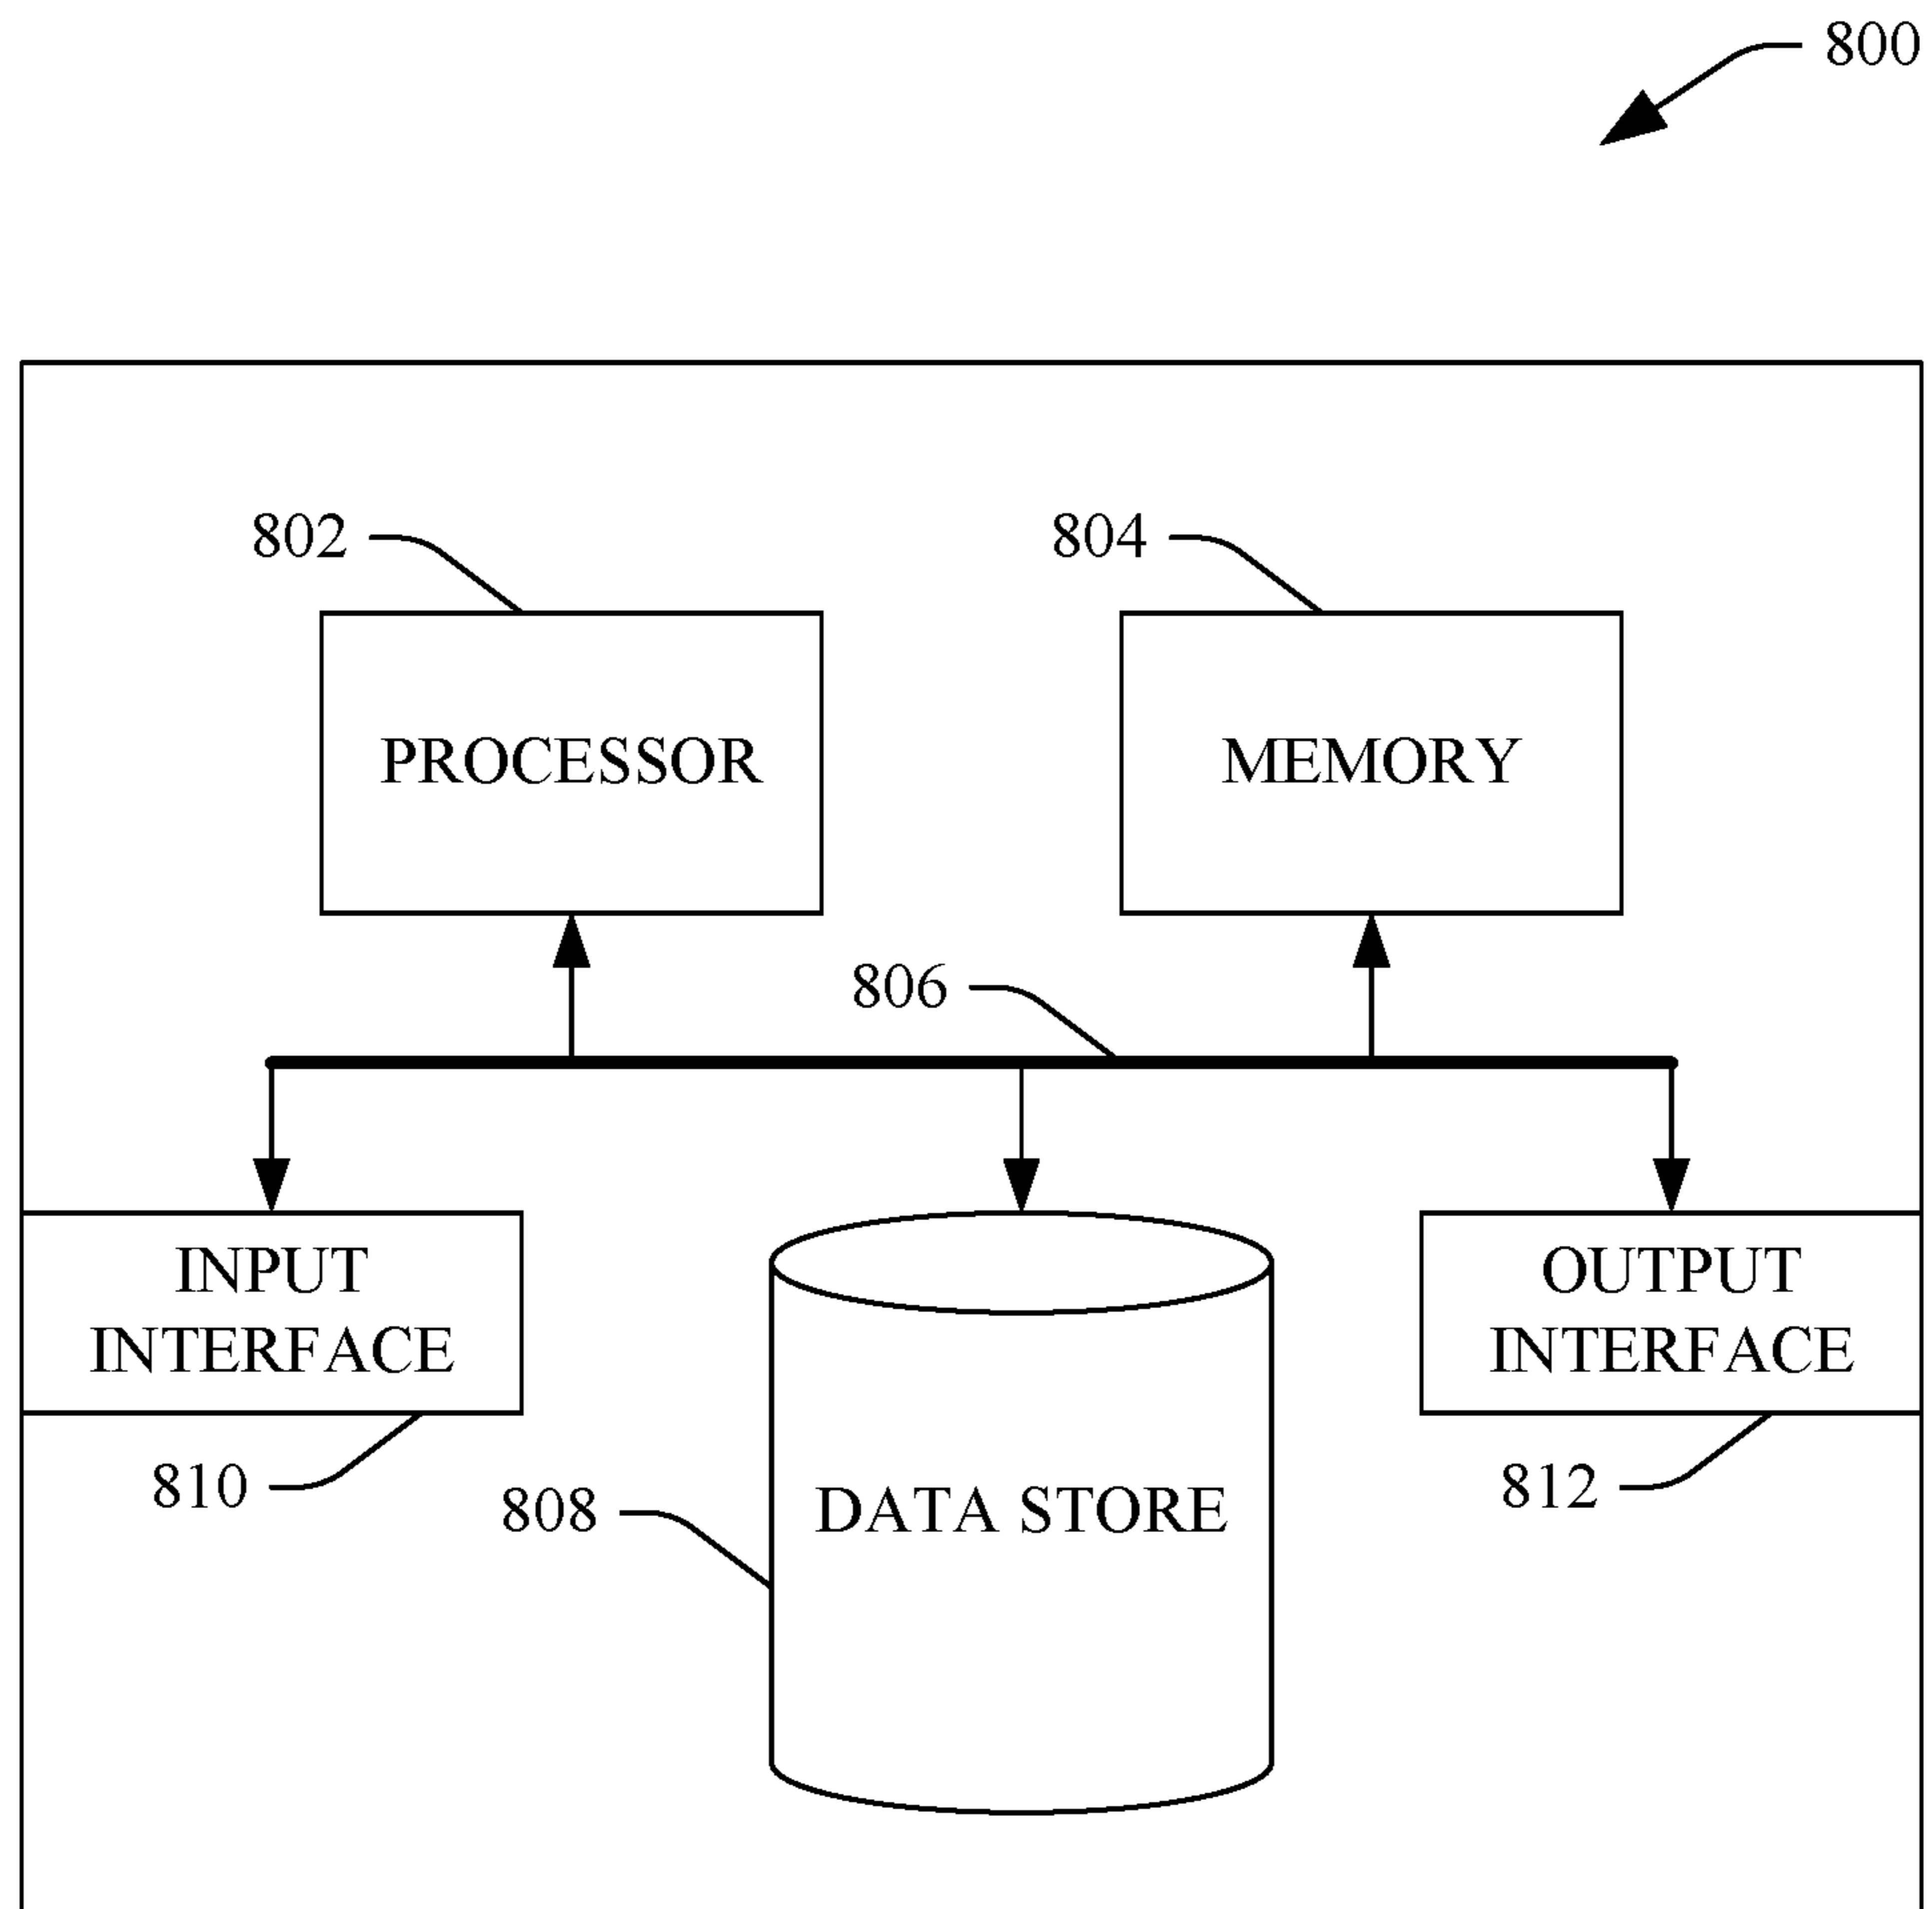 800
802
804
PROCESSOR
MEMORY
806
INPUT
INTERFACE
OUTPUT
INTERFACE
810
808
DATA STORE
812